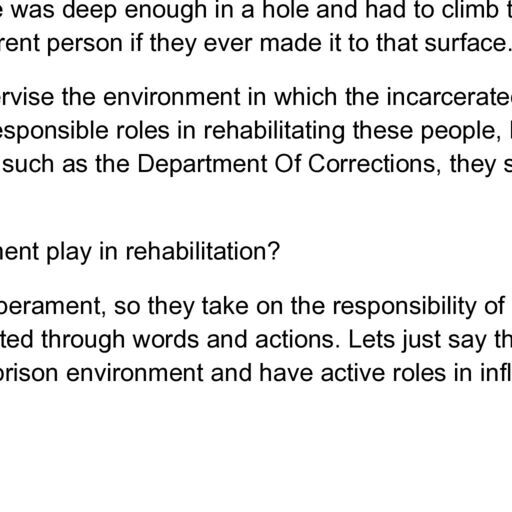 was deep enough in a hole and had to climb
rent person if they ever made it to that surface.
rvise the environment in which the incarcerate
esponsible roles in rehabilitating these people,
such as the Department Of Corrections, they s
ent play in rehabilitation?
perament, so they take on the responsibility of
ted through words and actions. Lets just say th
prison environment and have active roles in infl